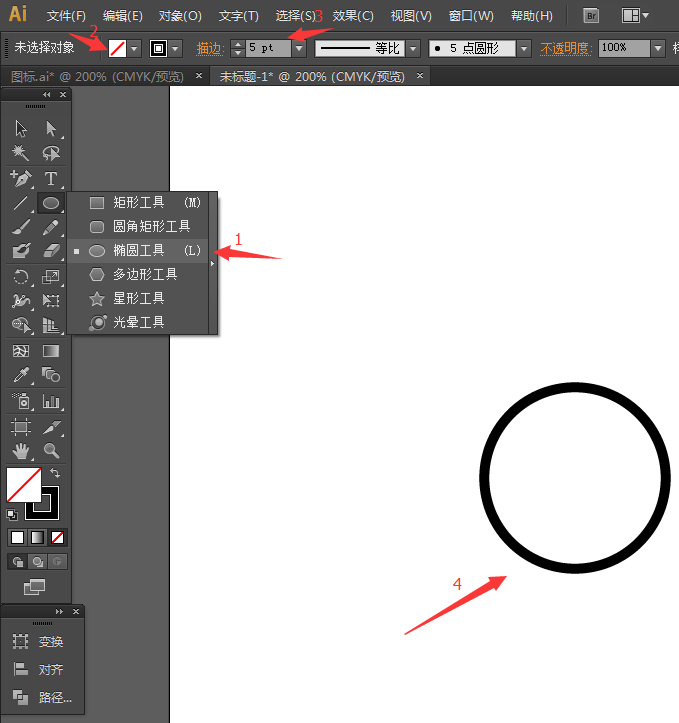 Ai 文件(F) 编辑(E) 对象(O) 文字(T) 选择(S) 效果(C) 视图(V) 窗口(W) 帮助(H) Br
2 3
未选择对象 描边: 5 pt 等比 5 点圆形 不透明度: 100%
图标.ai* @ 200% (CMYK/预览) × 未标题-1* @ 200% (CMYK/预览) ×
矩形工具 (M)
圆角矩形工具
椭圆工具 (L)
多边形工具
星形工具
光晕工具
1
4
变换
对齐
路径...